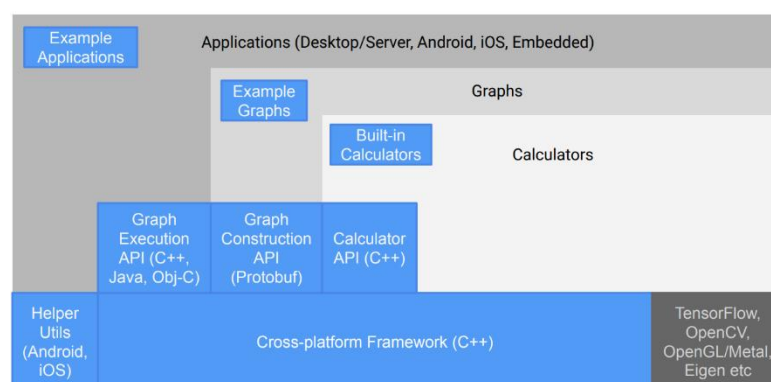 Example
Applications
Applications (Desktop/Server, Android, iOS, Embedded)
Example
Graphs
Graphs
Built-in
Calculators
Calculators
Graph
Execution
API (C++,
Java, Obj-C)
Graph
Construction
API
(Protobuf)
Calculator
API (C++)
Helper
Utils
(Android,
iOS)
Cross-platform Framework (C++)
TensorFlow,
OpenCV,
OpenGL/Metal,
Eigen etc